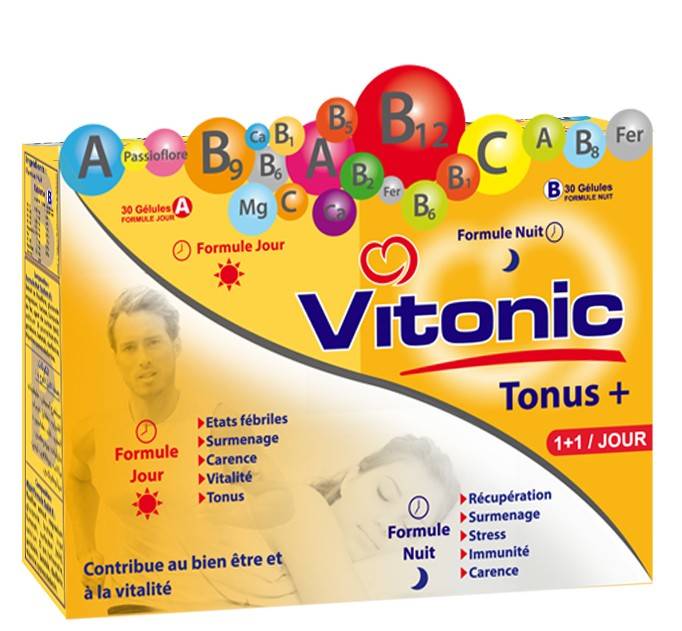 A
Passioflore
B9
Ca
B1
B6
A
B5
B2
B12
Fer
B1
C
A
B8
Fer
Mg
C
Ca
B6
30 Gélules A
FORMULE JOUR
B 30 Gélules
FORMULE NUIT
Formule Jour
Formule Nuit
Vitonic
Tonus +
1+1 / JOUR
Formule
Jour
Etats fébriles
Surmenage
Carence
Vitalité
Tonus
Formule
Nuit
Récupération
Surmenage
Stress
Immunité
Carence
Contribue au bien être et
à la vitalité